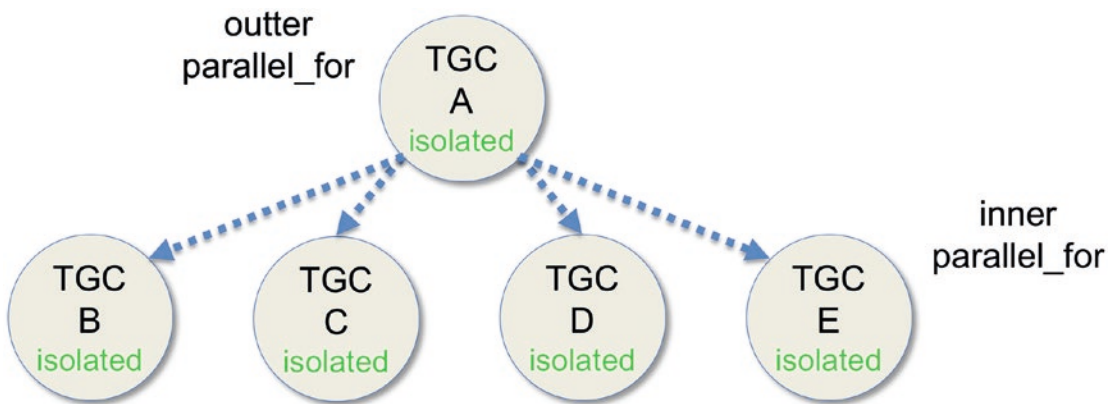 outter
parallel_for
TGC
A
isolated
inner
parallel_for
TGC
B
isolated
TGC
C
isolated
TGC
D
isolated
TGC
E
isolated